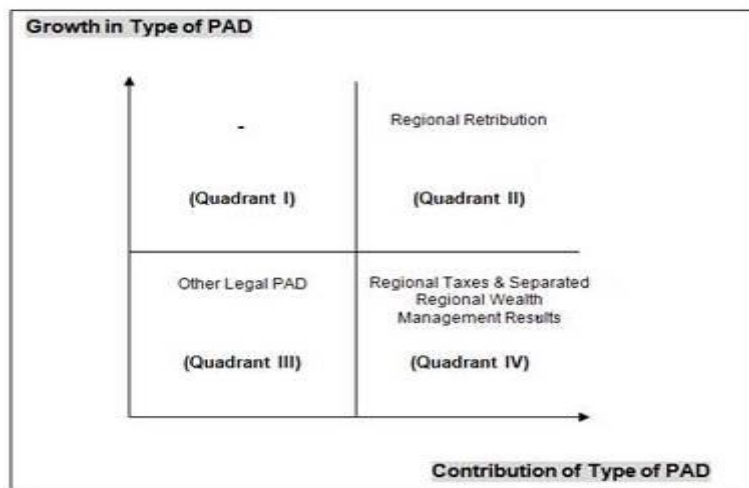 Growth in Type of PAD
-
Regional Retribution
(Quadrant I)
(Quadrant II)
Other Legal PAD
Regional Taxes & Separated
Regional Wealth
Management Results
(Quadrant III)
(Quadrant IV)
Contribution of Type of PAD